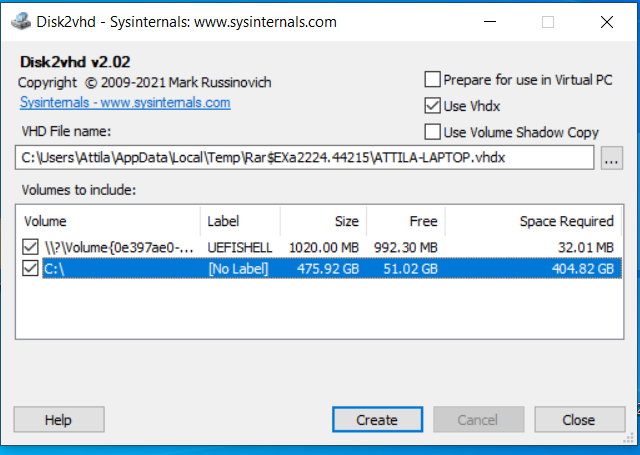 Disk2vhd - Sysinternals: www.sysinternals.com
Disk2vhd v2.02
Copyright © 2009-2021 Mark Russinovich
Sysinternals - www.sysinternals.com
Prepare for use in Virtual PC
Use Vhdx
Use Volume Shadow Copy
VHD File name:
C:\Users\Attila\AppData\Local\Temp\Rar$EXa2224.44215\ATTILA-LAPTOP.vhdx ...
Volumes to include:
Volume Label Size Free Space Required
\\?\Volume{0e397ae0-... UEFISHELL 1020.00 MB 992.30 MB 32.01 MB
C:\ [No Label] 475.92 GB 51.02 GB 404.82 GB
Help Create Cancel Close